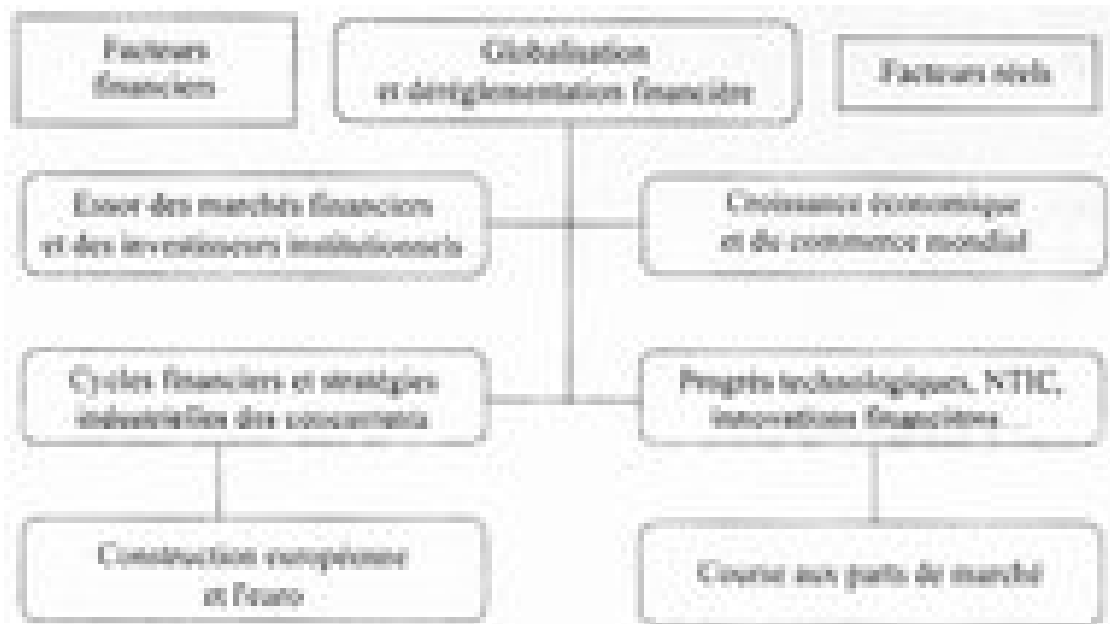 Facteurs
financiers
Globalisation
et déréglementation financière
Facteurs réels
Essor des marchés financiers
et des investisseurs institutionnels
Croissance économique
et du commerce mondial
Cycles financiers et stratégies
industrielles des concurrents
Progrès technologiques, NTIC,
innovations financières
Construction européenne
et l'euro
Course aux parts de marché